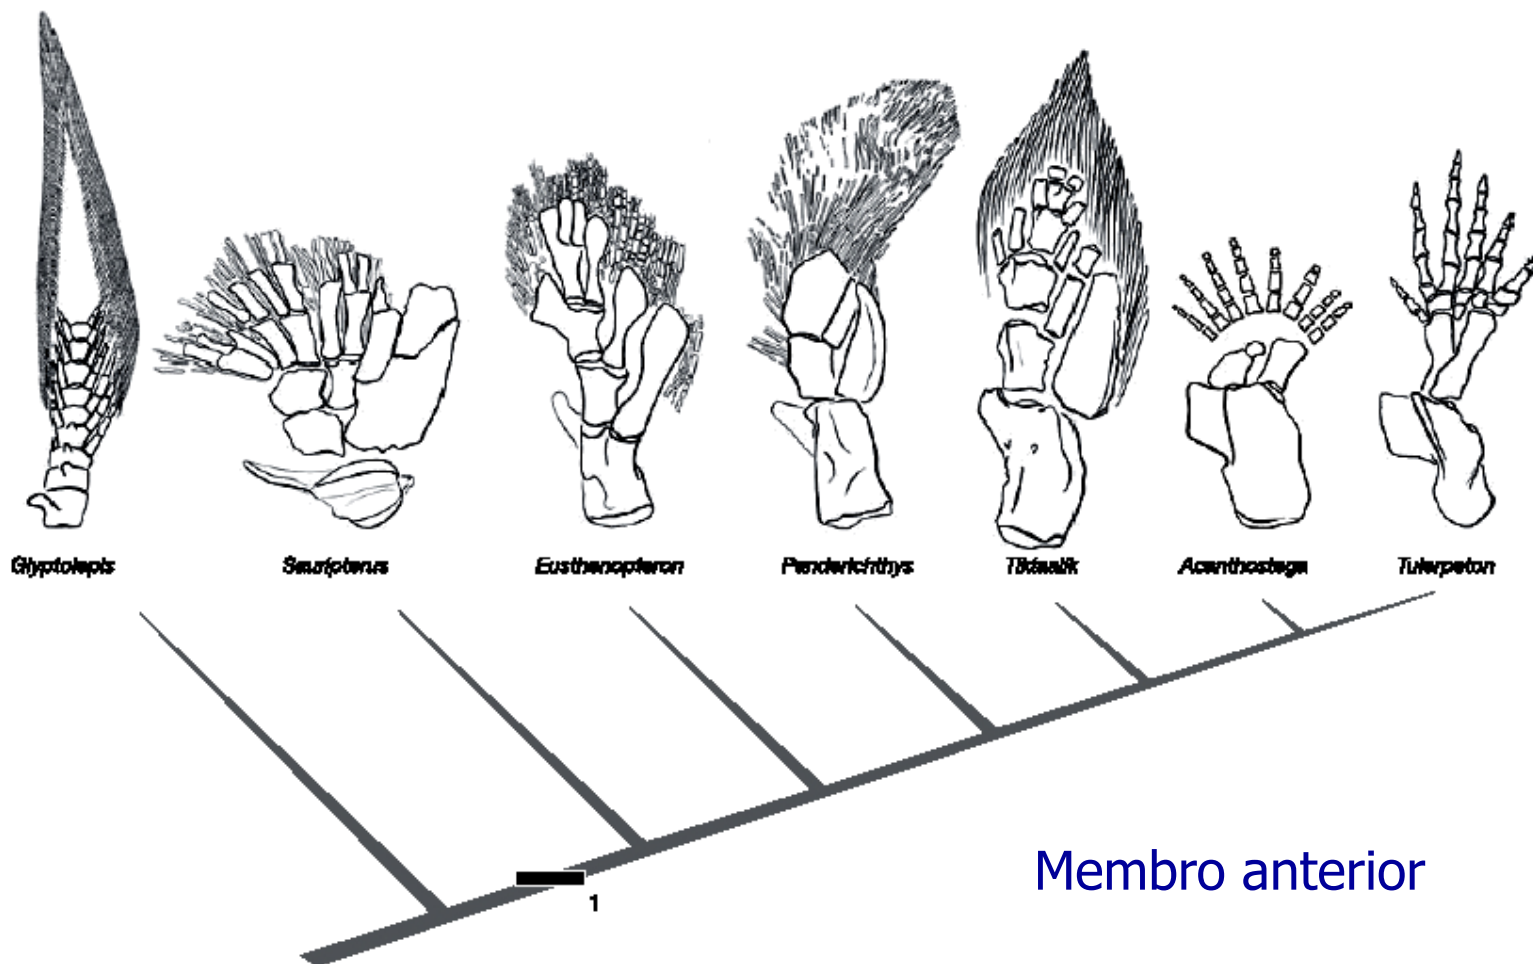 Glyptolepis
Sauripterus
Eusthenopteron
Panderichthys
Tiktaalik
Acanthostega
Tulerpeton
1
Membro anterior